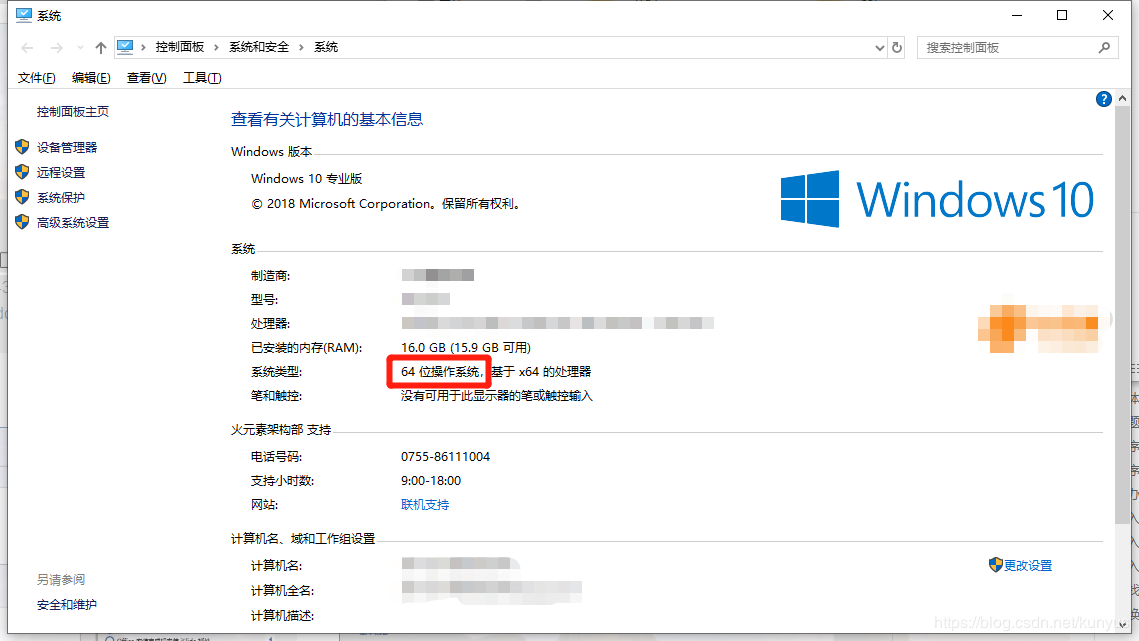 系统
控制面板 › 系统和安全 › 系统
搜索控制面板
文件(F) 编辑(E) 查看(V) 工具(T)
控制面板主页
设备管理器
远程设置
系统保护
高级系统设置
查看有关计算机的基本信息
Windows 版本
Windows 10 专业版
© 2018 Microsoft Corporation。保留所有权利。
Windows 10
系统
制造商:
型号:
处理器:
已安装的内存(RAM): 16.0 GB (15.9 GB 可用)
系统类型: 64 位操作系统, 基于 x64 的处理器
笔和触控: 没有可用于此显示器的笔或触控输入
火元素架构部 支持
电话号码: 0755-86111004
支持小时数: 9:00-18:00
网站: 联机支持
计算机名、域和工作组设置
计算机名:
更改设置
计算机全名:
计算机描述:
另请参阅
安全和维护
https://blog.csdn.net/kunyu